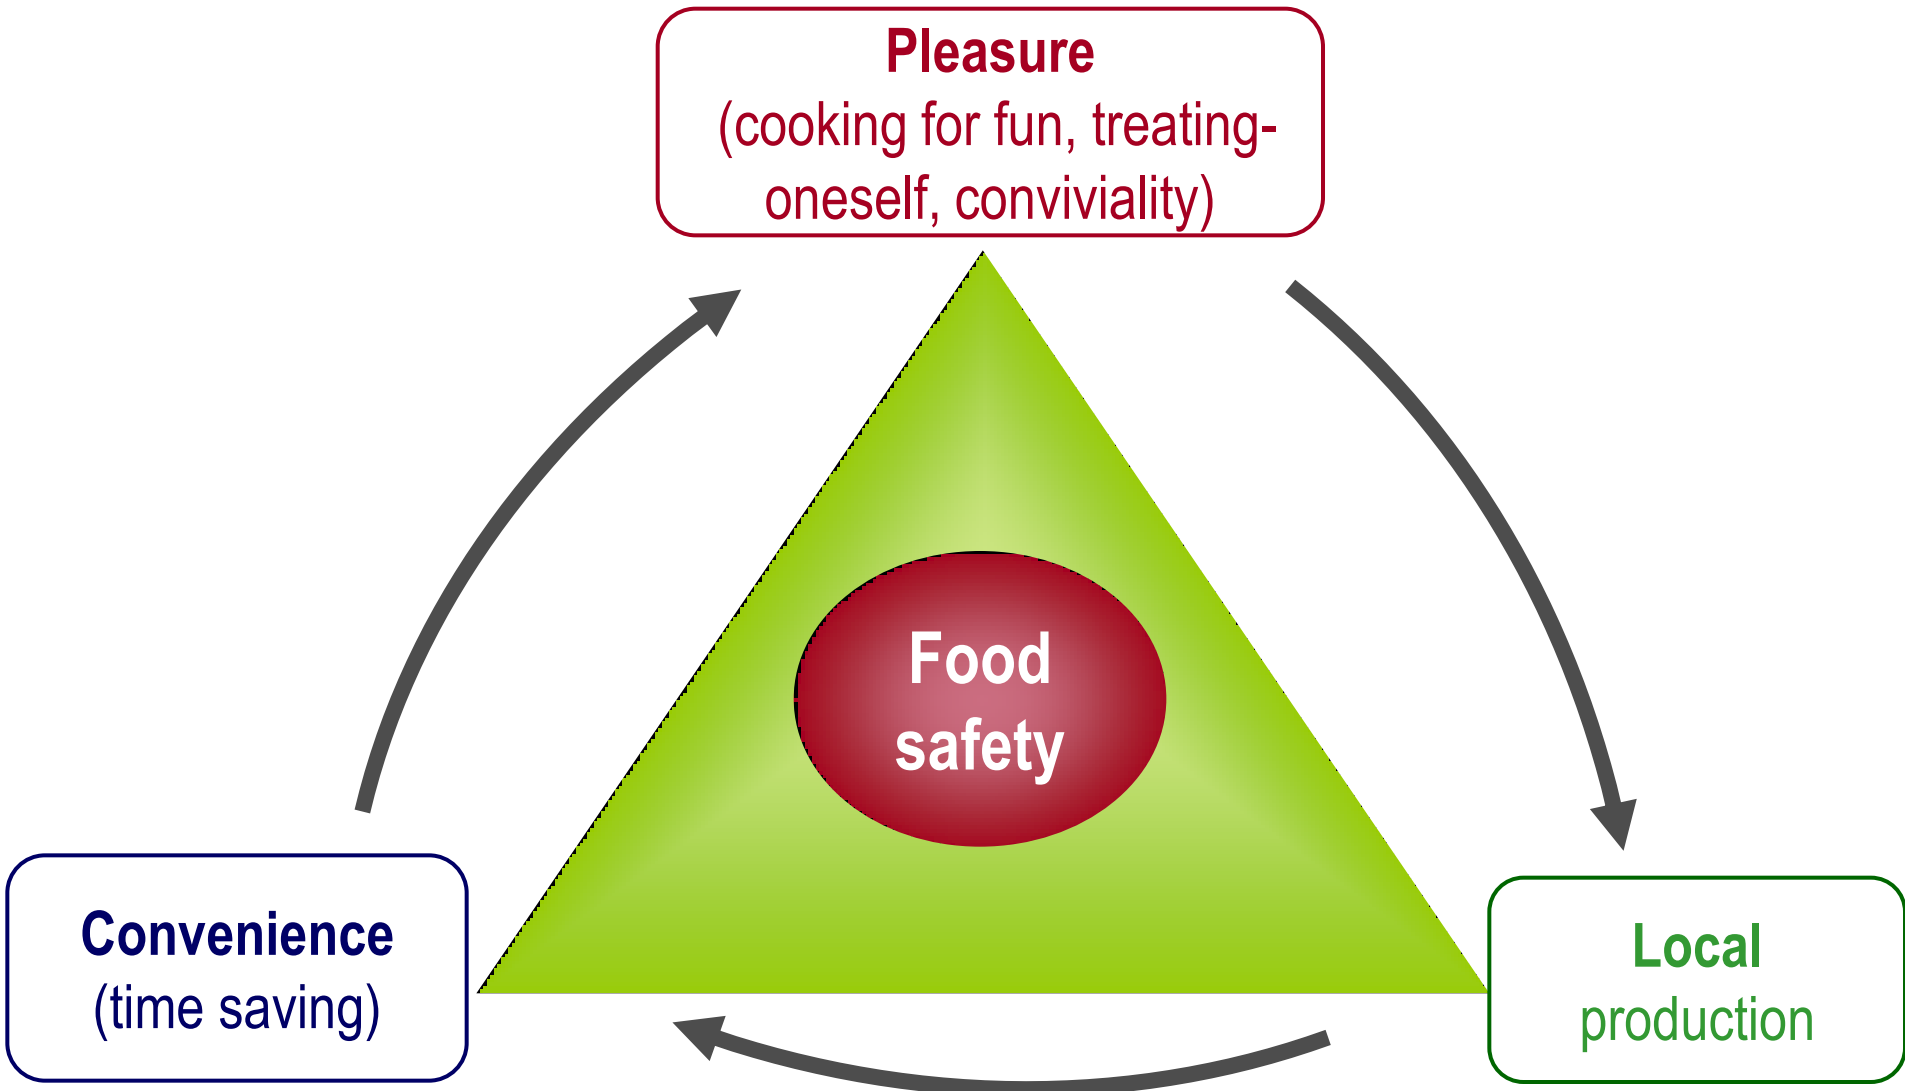 Pleasure
(cooking for fun, treating-
oneself, conviviality)
Food
safety
Convenience
(time saving)
Local
production